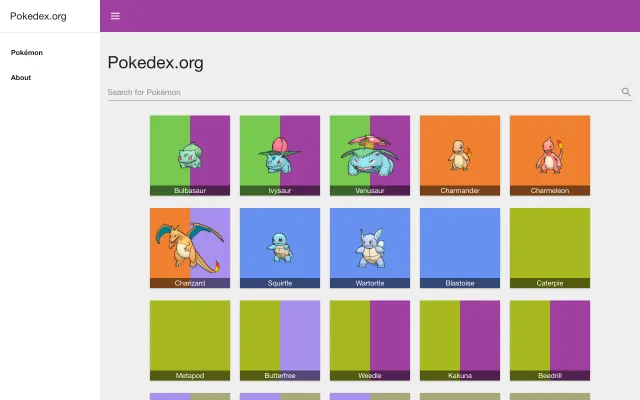 Pokedex.org
Pokémon
About
Pokedex.org
Search for Pokémon
Bulbasaur
Ivysaur
Venusaur
Charmander
Charmeleon
Charizard
Squirtle
Wartortle
Blastoise
Caterpie
Metapod
Butterfree
Weedle
Kakuna
Beedrill